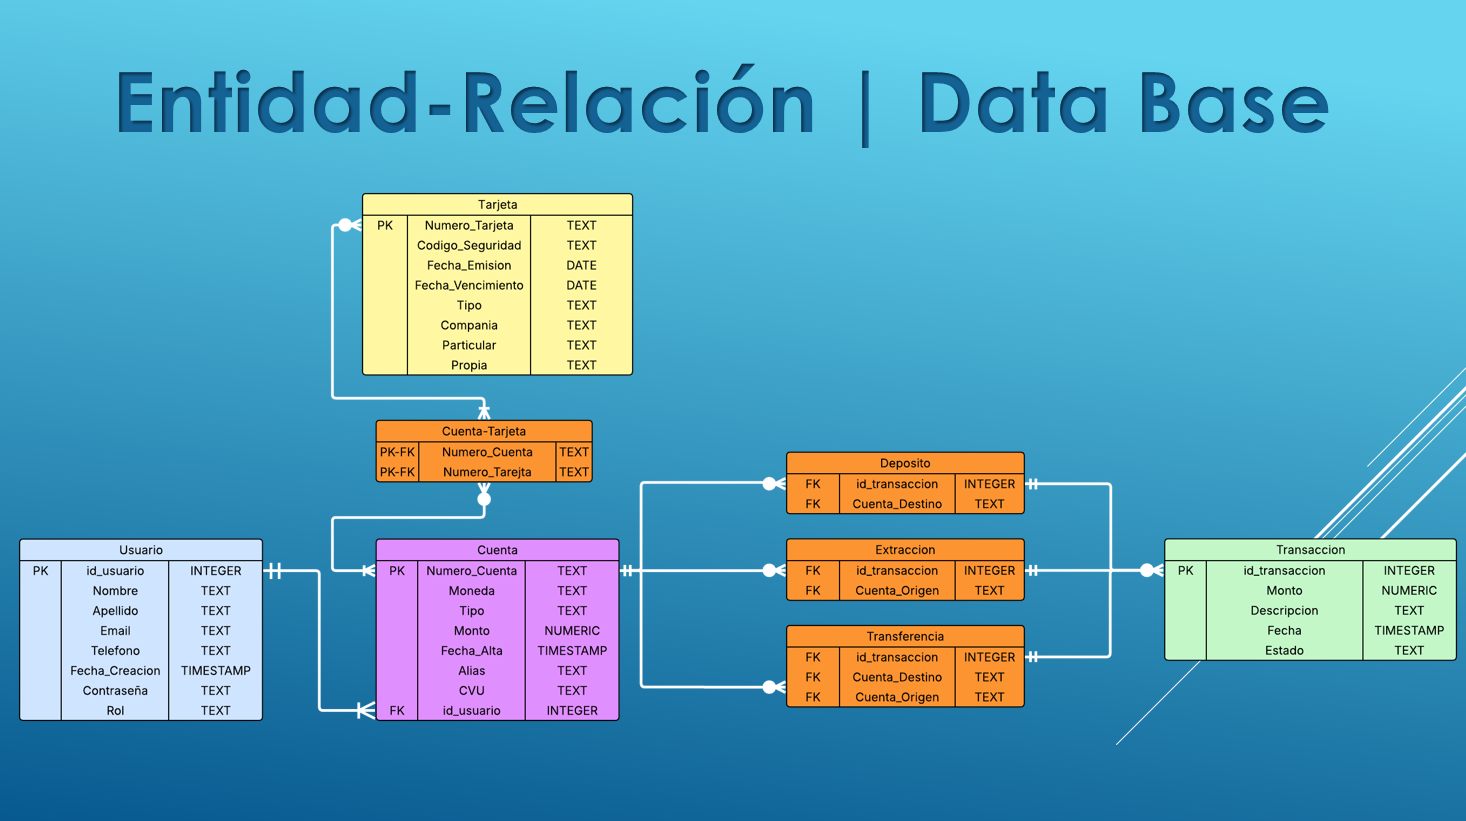 Entidad-Relación | Data Base
Tarjeta
PK Numero_Tarjeta TEXT
Codigo_Seguridad TEXT
Fecha_Emision DATE
Fecha_Vencimiento DATE
Tipo TEXT
Compania TEXT
Particular TEXT
Propia TEXT
Cuenta-Tarjeta
PK-FK Numero_Cuenta TEXT
PK-FK Numero_Tarejta TEXT
Usuario
PK id_usuario INTEGER
Nombre TEXT
Apellido TEXT
Email TEXT
Telefono TEXT
Fecha_Creacion TIMESTAMP
Contraseña TEXT
Rol TEXT
Cuenta
PK Numero_Cuenta TEXT
Moneda TEXT
Tipo TEXT
Monto NUMERIC
Fecha_Alta TIMESTAMP
Alias TEXT
CVU TEXT
FK id_usuario INTEGER
Deposito
FK id_transaccion INTEGER
FK Cuenta_Destino TEXT
Extraccion
FK id_transaccion INTEGER
FK Cuenta_Origen TEXT
Transferencia
FK id_transaccion INTEGER
FK Cuenta_Destino TEXT
FK Cuenta_Origen TEXT
Transaccion
PK id_transaccion INTEGER
Monto NUMERIC
Descripcion TEXT
Fecha TIMESTAMP
Estado TEXT